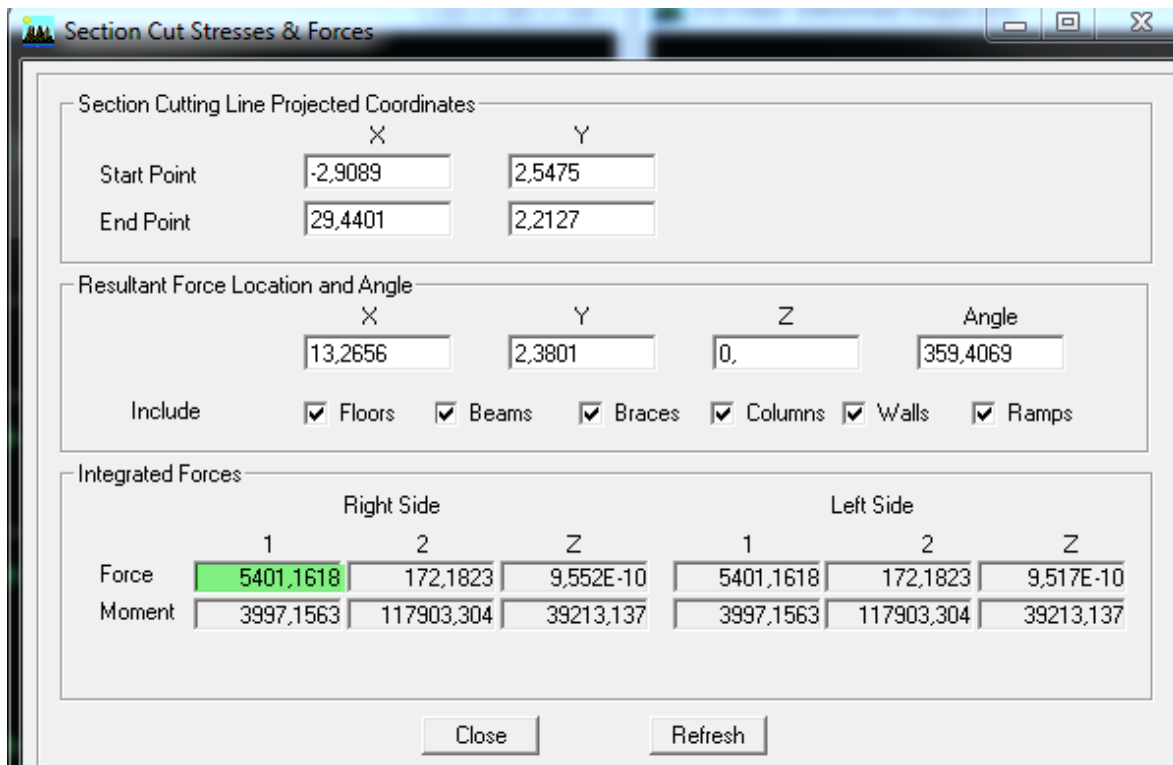 Section Cut Stresses & Forces
Section Cutting Line Projected Coordinates
X Y
Start Point -2,9089 2,5475
End Point 29,4401 2,2127
Resultant Force Location and Angle
X Y Z Angle
13,2656 2,3801 0, 359,4069
Include Floors Beams Braces Columns Walls Ramps
Integrated Forces
Right Side Left Side
1 2 Z 1 2 Z
Force 5401,1618 172,1823 9,552E-10 5401,1618 172,1823 9,517E-10
Moment 3997,1563 117903,304 39213,137 3997,1563 117903,304 39213,137
Close Refresh